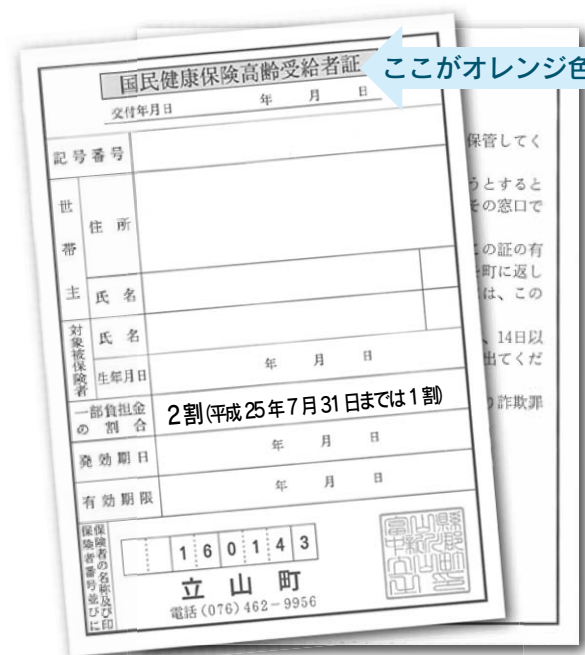 国民健康保険高齢受給者証
ここがオレンジ色
交付年月日 年 月 日
記号番号
世帯主
住所
氏名
対象被保険者
氏名
生年月日 年 月 日
一部負担金の割合
2割(平成25年7月31日までは1割)
発効期日 年 月 日
有効期限 年 月 日
保険者番号並びに保険者の名称及び印
160143
立山町
電話(076)462-9956
保管してく
うとすると
その窓口で
この証の有
町に返し
は、この
、14日以
出てくだ
り詐欺罪